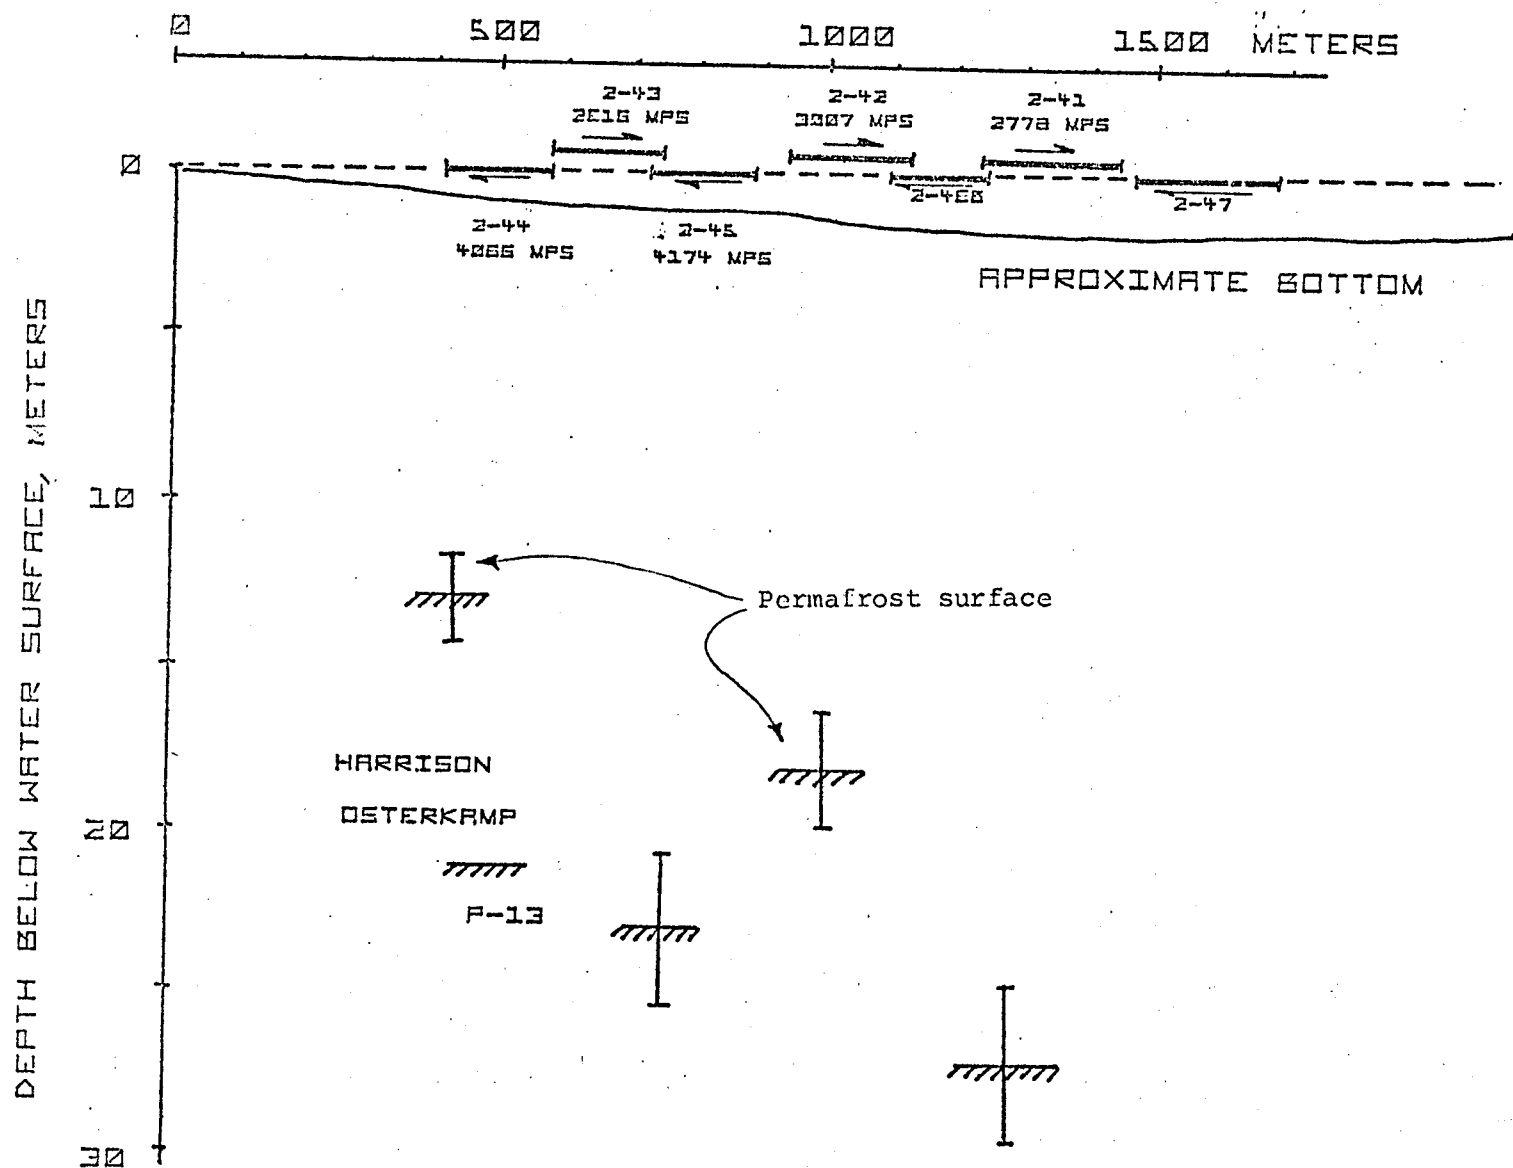 0 500 1000 1500 METERS
2-43
2-42
3007 MPS
2-41
2778 MPS
0
2-47
2-44
4066 MPS
2-45
4174 MPS
APPROXIMATE BOTTOM
DEPTH BELOW WATER SURFACE, METERS
10
Permafrost surface
HARRISON
OSTERKAMP
20
P-13
30